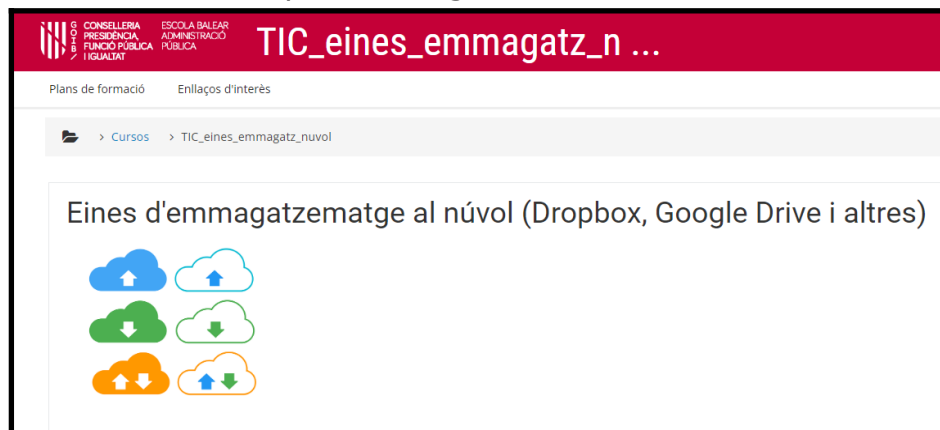 GOIB
CONSELLERIA
PRESIDÈNCIA,
FUNCIÓ PÚBLICA
I IGUALTAT
ESCOLA BALEAR
ADMINISTRACIÓ
PÚBLICA
TIC_eines_emmagatz_n ...
Plans de formació Enllaços d'interès
> Cursos > TIC_eines_emmagatz_nuvol
Eines d'emmagatzematge al núvol (Dropbox, Google Drive i altres)